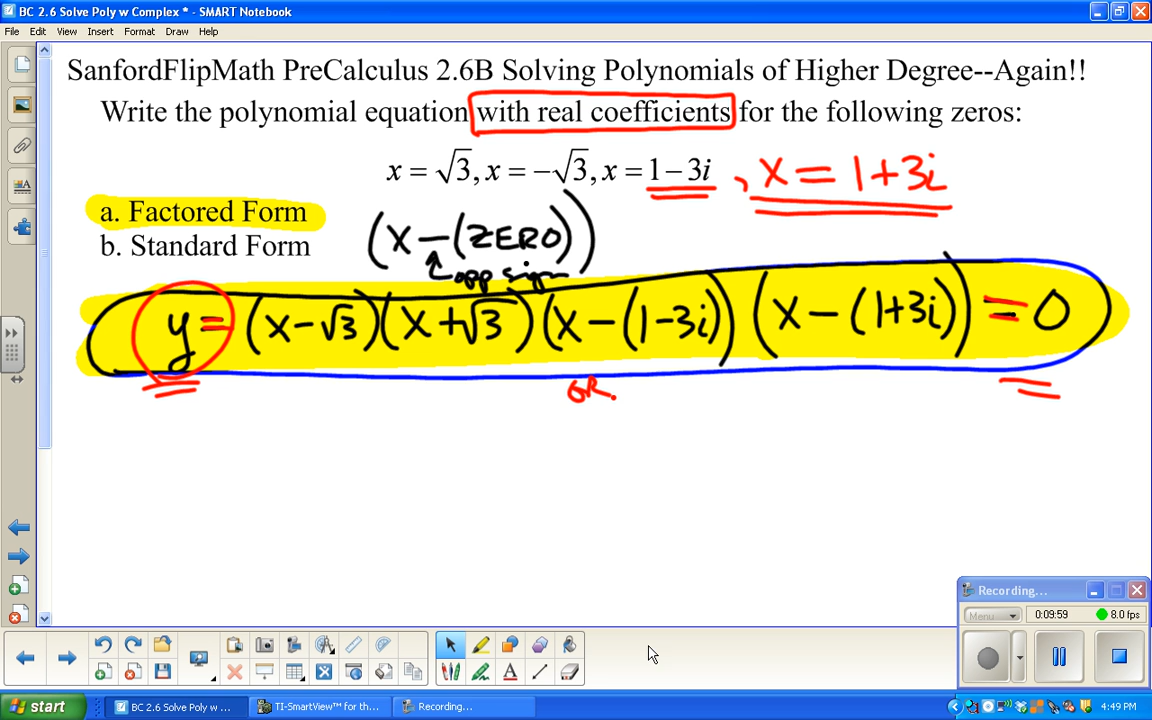 BC 2.6 Solve Poly w Complex * - SMART Notebook
File Edit View Insert Format Draw Help
SanfordFlipMath PreCalculus 2.6B Solving Polynomials of Higher Degree--Again!!
Write the polynomial equation with real coefficients for the following zeros:
x = √3, x = −√3, x = 1 − 3i , x = 1+3i
a. Factored Form
b. Standard Form
(x − (ZERO))
opp sign
y = (x−√3)(x+√3)(x−(1−3i))(x−(1+3i)) = 0
OR.
Recording...
Menu
0:09:59
8.0 fps
start
BC 2.6 Solve Poly w ...
TI-SmartView™ for th...
Recording...
4:49 PM